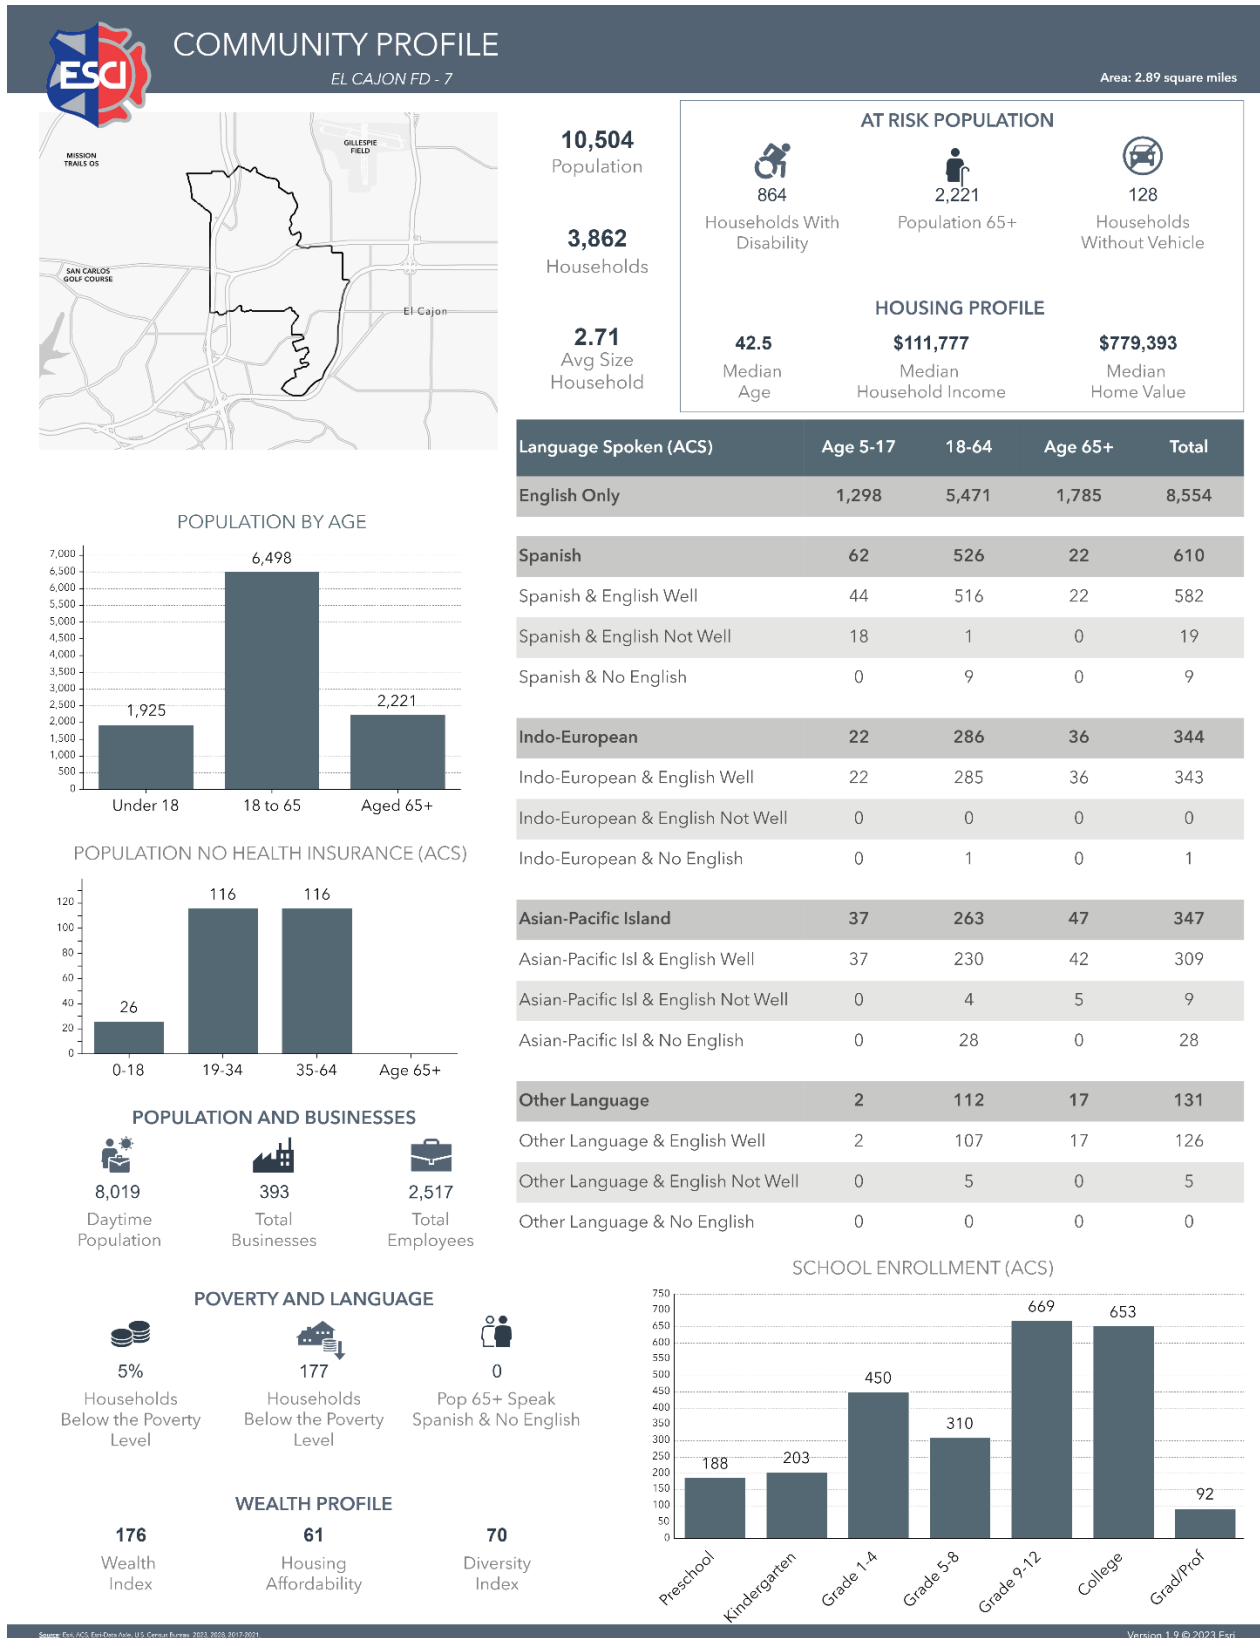 ESCI
COMMUNITY PROFILE
EL CAJON FD - 7
Area: 2.89 square miles
MISSION
TRAILS OS
GILLESPIE
FIELD
SAN CARLOS
GOLF COURSE
El Cajon
10,504
Population
3,862
Households
2.71
Avg Size
Household
AT RISK POPULATION
864 2,221 128
Households With Population 65+ Households
Disability Without Vehicle
HOUSING PROFILE
42.5 $111,777 $779,393
Median Median Median
Age Household Income Home Value
Language Spoken (ACS) Age 5-17 18-64 Age 65+ Total
English Only 1,298 5,471 1,785 8,554
Spanish 62 526 22 610
Spanish & English Well 44 516 22 582
Spanish & English Not Well 18 1 0 19
Spanish & No English 0 9 0 9
Indo-European 22 286 36 344
Indo-European & English Well 22 285 36 343
Indo-European & English Not Well 0 0 0 0
Indo-European & No English 0 1 0 1
Asian-Pacific Island 37 263 47 347
Asian-Pacific Isl & English Well 37 230 42 309
Asian-Pacific Isl & English Not Well 0 4 5 9
Asian-Pacific Isl & No English 0 28 0 28
Other Language 2 112 17 131
Other Language & English Well 2 107 17 126
Other Language & English Not Well 0 5 0 5
Other Language & No English 0 0 0 0
POPULATION BY AGE
7,000
6,500
6,000
5,500
5,000
4,500
4,000
3,500
3,000
2,500
2,000
1,500
1,000
500
0
1,925 6,498 2,221
Under 18 18 to 65 Aged 65+
POPULATION NO HEALTH INSURANCE (ACS)
120
100
80
60
40
20
0
26 116 116
0-18 19-34 35-64 Age 65+
POPULATION AND BUSINESSES
8,019 393 2,517
Daytime Total Total
Population Businesses Employees
POVERTY AND LANGUAGE
5% 177 0
Households Households Pop 65+ Speak
Below the Poverty Below the Poverty Spanish & No English
Level Level
WEALTH PROFILE
176 61 70
Wealth Housing Diversity
Index Affordability Index
SCHOOL ENROLLMENT (ACS)
750
700
650
600
550
500
450
400
350
300
250
200
150
100
50
0
188 203 450 310 669 653 92
Preschool Kindergarten Grade 1-4 Grade 5-8 Grade 9-12 College Grad/Prof
Source: Esri, ACS, Esri-Data Axle, U.S. Census Bureau 2023, 2028, 2017-2021.
Version 1.9 © 2023 Esri